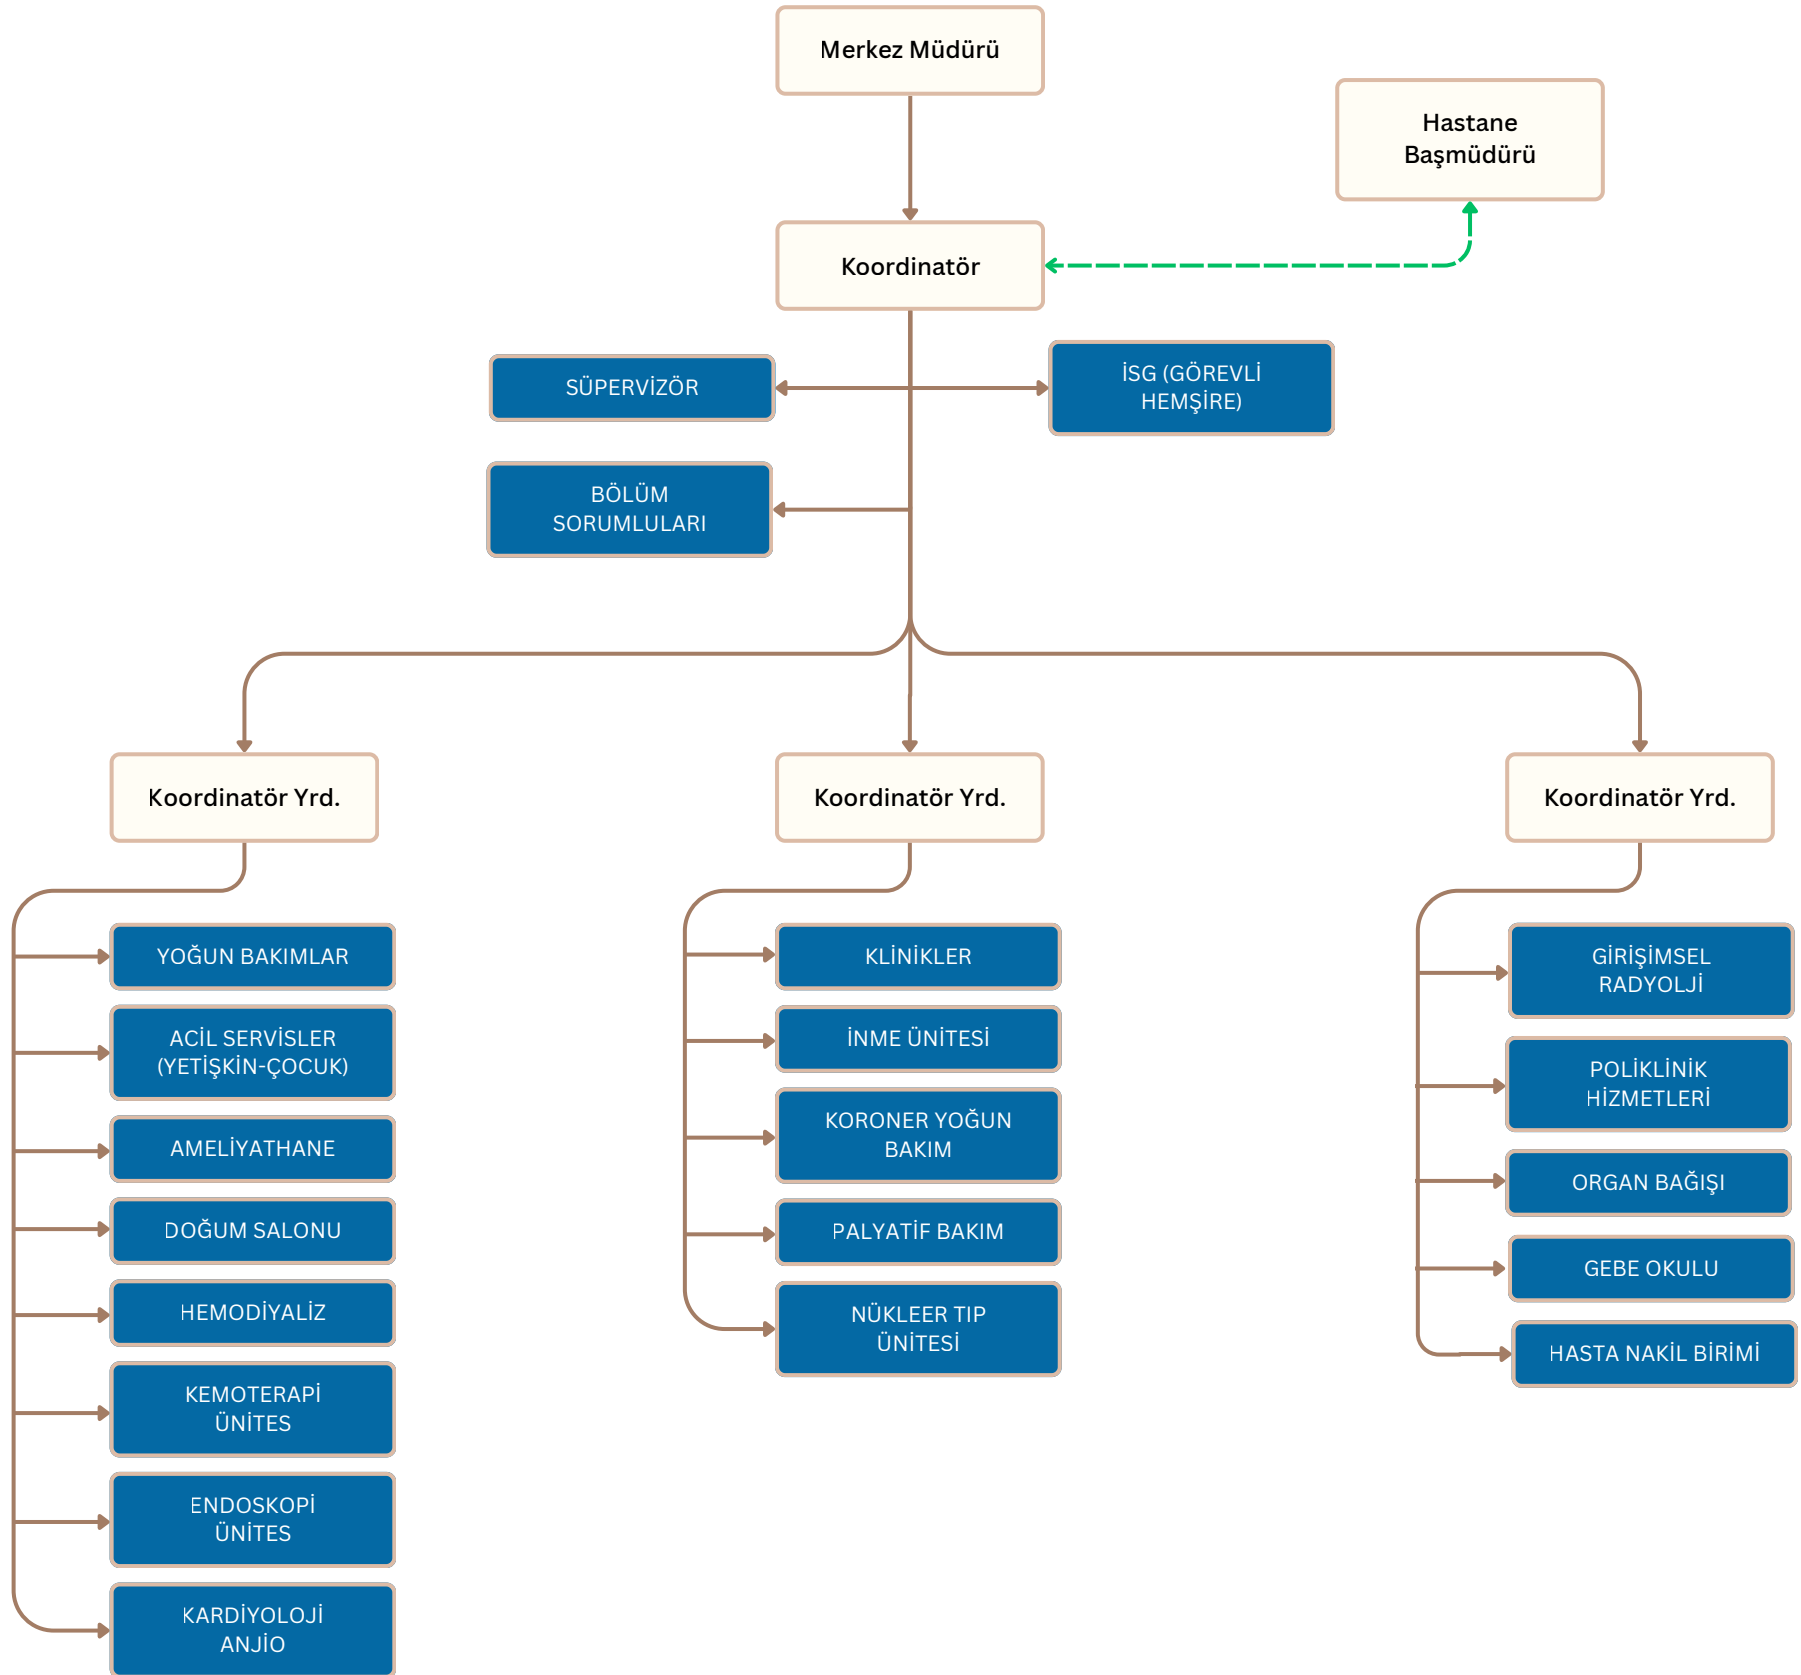 Merkez Müdürü
Hastane
Başmüdürü
Koordinatör
SÜPERVİZÖR
İSG (GÖREVLİ
HEMŞİRE)
BÖLÜM
SORUMLULARI
Koordinatör Yrd.
YOĞUN BAKIMLAR
ACİL SERVİSLER
(YETİŞKİN-ÇOCUK)
AMELİYATHANE
DOĞUM SALONU
HEMODİYALİZ
KEMOTERAPİ
ÜNİTES
ENDOSKOPİ
ÜNİTES
KARDİYOLOJİ
ANJİO
Koordinatör Yrd.
KLİNİKLER
İNME ÜNİTESİ
KORONER YOĞUN
BAKIM
PALYATİF BAKIM
NÜKLEER TIP
ÜNİTESİ
Koordinatör Yrd.
GİRİŞİMSEL
RADYOLJİ
POLİKLİNİK
HİZMETLERİ
ORGAN BAĞIŞI
GEBE OKULU
HASTA NAKİL BİRİMİ